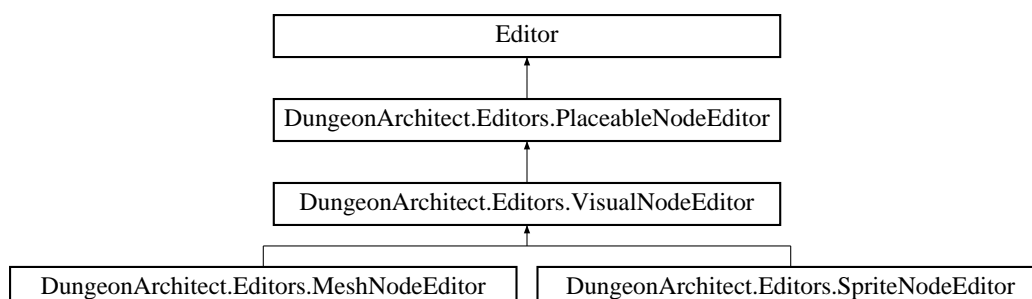 Editor
DungeonArchitect.Editors.PlaceableNodeEditor
DungeonArchitect.Editors.VisualNodeEditor
DungeonArchitect.Editors.MeshNodeEditor
DungeonArchitect.Editors.SpriteNodeEditor